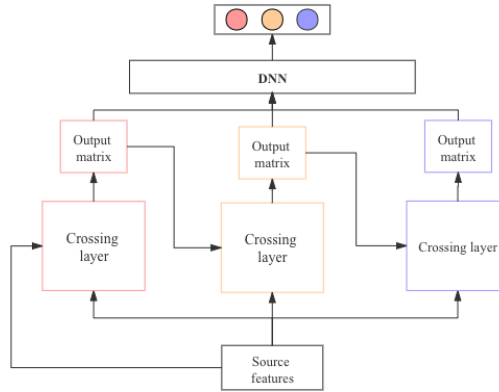 DNN
Output
matrix
Output
matrix
Output
matrix
Crossing
layer
Crossing
layer
Crossing layer
Source
features